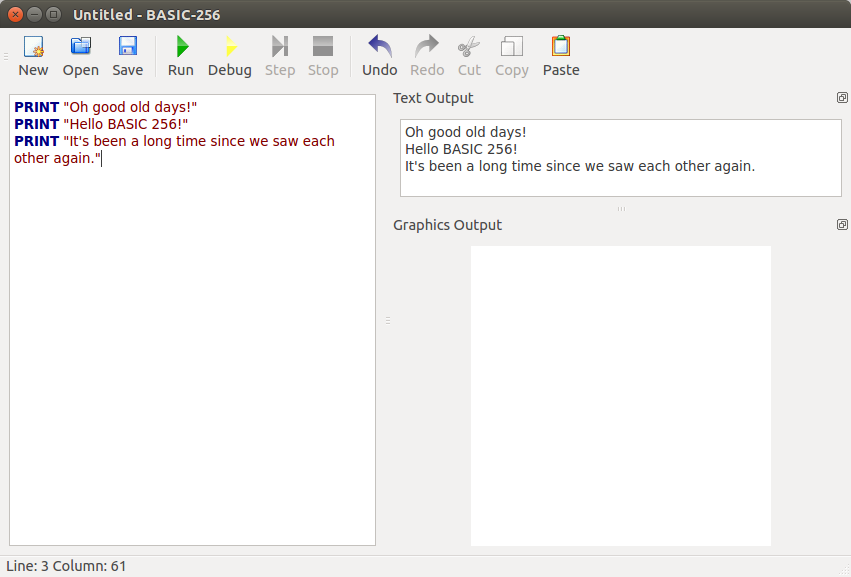 Untitled - BASIC-256
New Open Save Run Debug Step Stop Undo Redo Cut Copy Paste
PRINT "Oh good old days!"
PRINT "Hello BASIC 256!"
PRINT "It's been a long time since we saw each
other again."
Text Output
Oh good old days!
Hello BASIC 256!
It's been a long time since we saw each other again.
Graphics Output
Line: 3 Column: 61